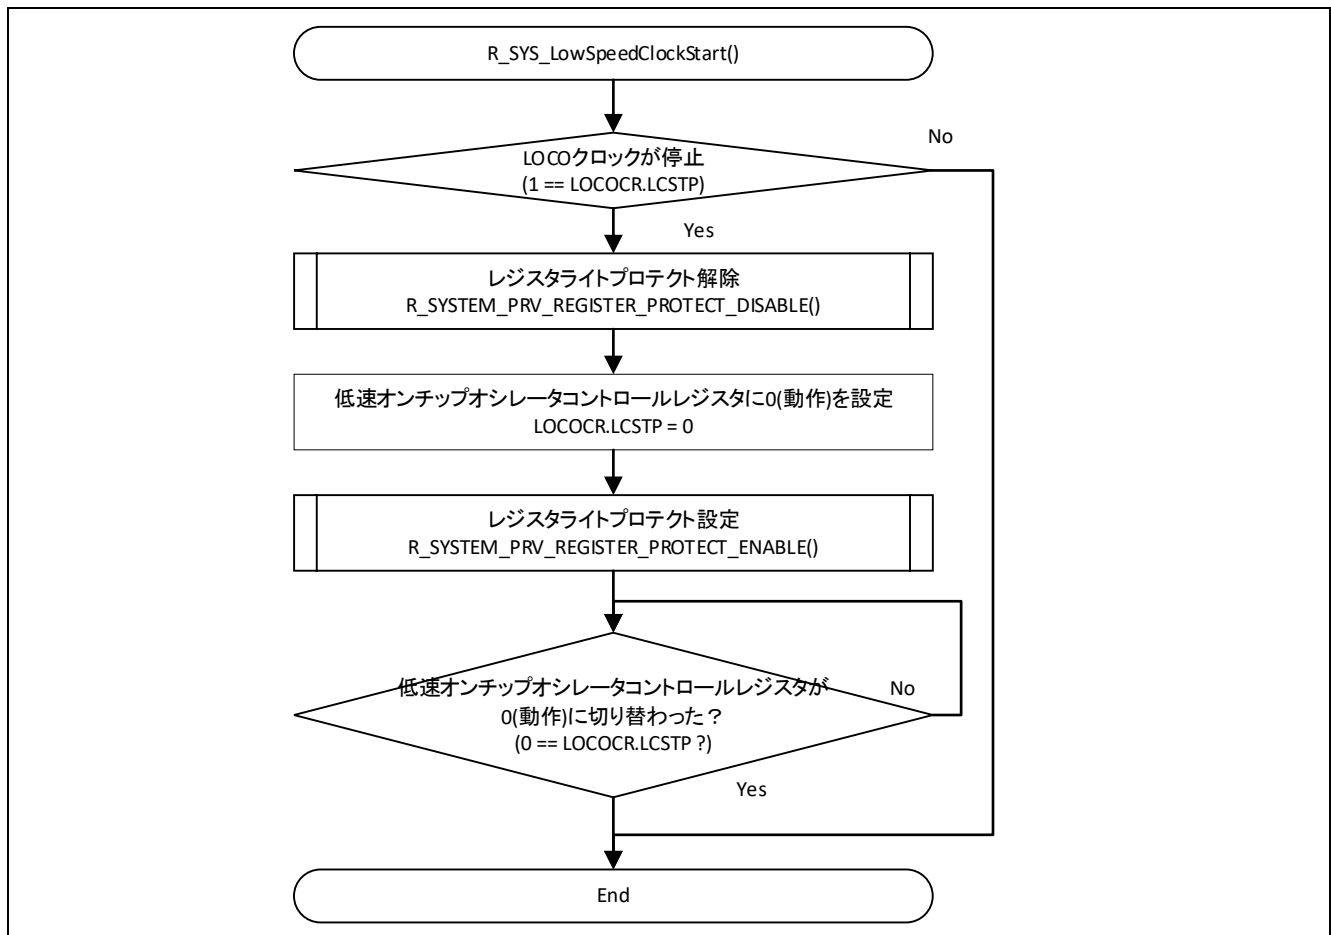 R_SYS_LowSpeedClockStart()
No
LOCOクロックが停止
(1 == LOCOCR.LCSTP)
Yes
レジスタライトプロテクト解除
R_SYSTEM_PRV_REGISTER_PROTECT_DISABLE()
低速オンチップオシレータコントロールレジスタに0(動作)を設定
LOCOCR.LCSTP = 0
レジスタライトプロテクト設定
R_SYSTEM_PRV_REGISTER_PROTECT_ENABLE()
低速オンチップオシレータコントロールレジスタが
No
0(動作)に切り替わった？
(0 == LOCOCR.LCSTP ?)
Yes
End